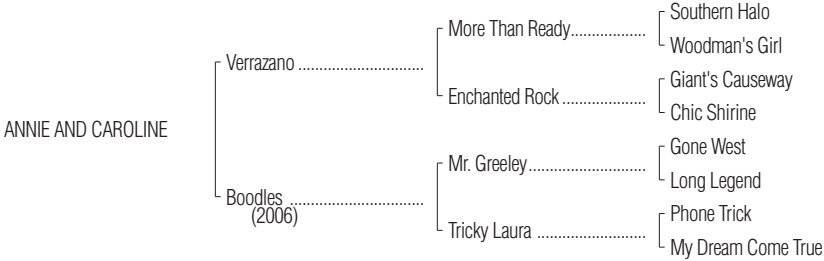 Southern Halo
More Than Ready..................
Woodman's Girl
Verrazano .............................
Giant's Causeway
Enchanted Rock ....................
Chic Shirine
ANNIE AND CAROLINE
Gone West
Mr. Greeley............................
Long Legend
Boodles ...............................
(2006)
Phone Trick
Tricky Laura ..........................
My Dream Come True